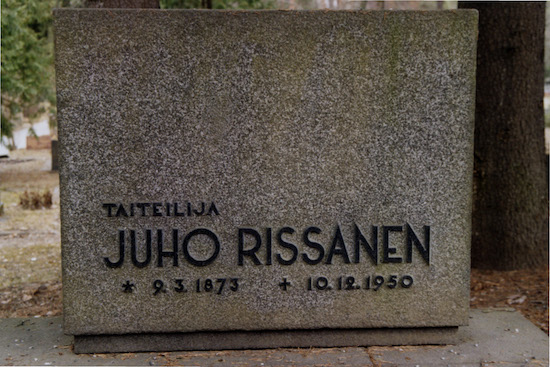 TAITEILIJA
JUHO RISSANEN
* 9.3.1873 + 10.12.1950